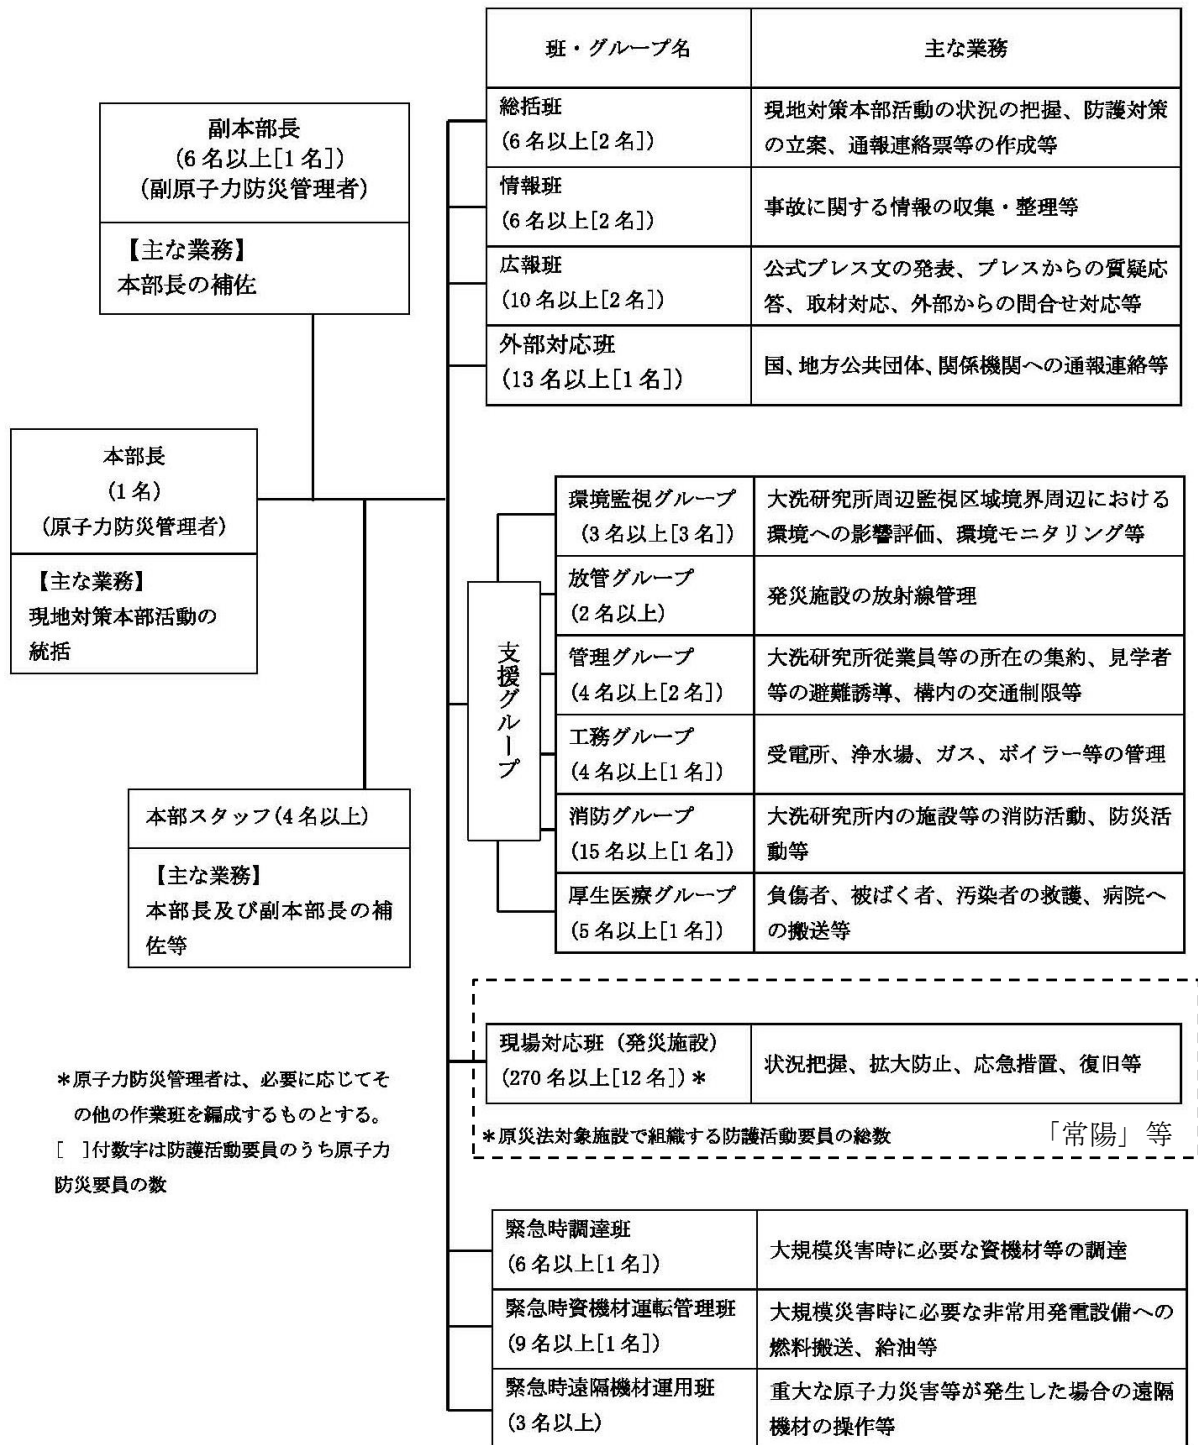 班・グループ名
主な業務
総括班
(6名以上[2名])
現地対策本部活動の状況の把握、防護対策
の立案、通報連絡票等の作成等
情報班
(6名以上[2名])
事故に関する情報の収集・整理等
広報班
(10名以上[2名])
公式プレス文の発表、プレスからの質疑応
答、取材対応、外部からの問合せ対応等
外部対応班
(13名以上[1名])
国、地方公共団体、関係機関への通報連絡等
副本部長
(6名以上[1名])
(副原子力防災管理者)
【主な業務】
本部長の補佐
本部長
(1名)
(原子力防災管理者)
【主な業務】
現地対策本部活動の
統括
本部スタッフ(4名以上)
【主な業務】
本部長及び副本部長の補
佐等
支援グループ
環境監視グループ
(3名以上[3名])
大洗研究所周辺監視区域境界周辺における
環境への影響評価、環境モニタリング等
放管グループ
(2名以上)
発災施設の放射線管理
管理グループ
(4名以上[2名])
大洗研究所従業員等の所在の集約、見学者
等の避難誘導、構内の交通制限等
工務グループ
(4名以上[1名])
受電所、浄水場、ガス、ボイラー等の管理
消防グループ
(15名以上[1名])
大洗研究所内の施設等の消防活動、防災活
動等
厚生医療グループ
(5名以上[1名])
負傷者、被ばく者、汚染者の救護、病院へ
の搬送等
現場対応班(発災施設)
(270名以上[12名])*
状況把握、拡大防止、応急措置、復旧等
*原災法対象施設で組織する防護活動要員の総数
「常陽」等
*原子力防災管理者は、必要に応じてそ
の他の作業班を編成するものとする。
[ ]付数字は防護活動要員のうち原子力
防災要員の数
緊急時調達班
(6名以上[1名])
大規模災害時に必要な資機材等の調達
緊急時資機材運転管理班
(9名以上[1名])
大規模災害時に必要な非常用発電設備への
燃料搬送、給油等
緊急時遠隔機材運用班
(3名以上)
重大な原子力災害等が発生した場合の遠隔
機材の操作等